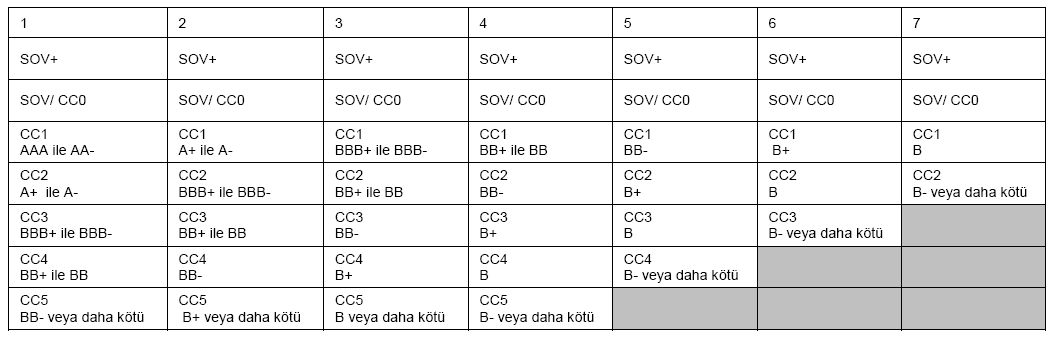 1 2 3 4 5 6 7
SOV+ SOV+ SOV+ SOV+ SOV+ SOV+ SOV+
SOV/ CC0 SOV/ CC0 SOV/ CC0 SOV/ CC0 SOV/ CC0 SOV/ CC0 SOV/ CC0
CC1 CC1 CC1 CC1 CC1 CC1 CC1
AAA ile AA- A+ ile A- BBB+ ile BBB- BB+ ile BB BB- B+ B
CC2 CC2 CC2 CC2 CC2 CC2 CC2
A+ ile A- BBB+ ile BBB- BB+ ile BB BB- B+ B B- veya daha kötü
CC3 CC3 CC3 CC3 CC3 CC3
BBB+ ile BBB- BB+ ile BB BB- B+ B B- veya daha kötü
CC4 CC4 CC4 CC4 CC4
BB+ ile BB BB- B+ B B- veya daha kötü
CC5 CC5 CC5 CC5
BB- veya daha kötü B+ veya daha kötü B veya daha kötü B- veya daha kötü